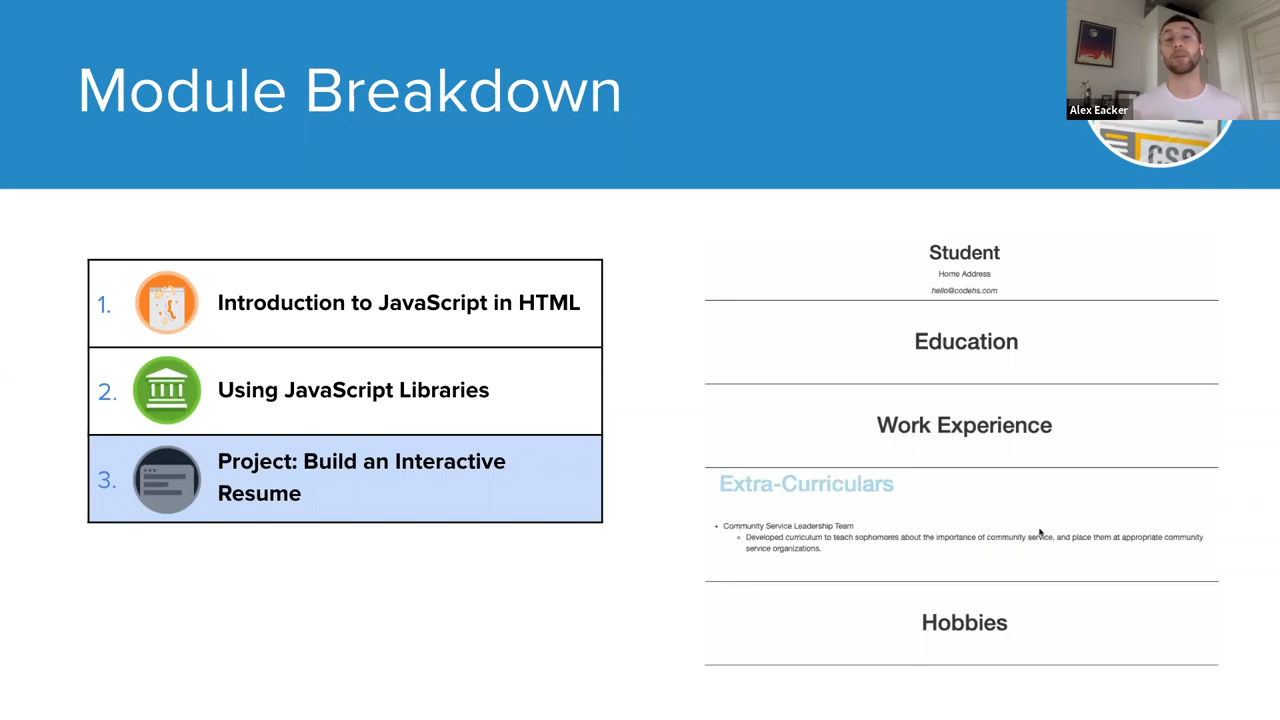 Module Breakdown
Alex Eacker
CSS
1. Introduction to JavaScript in HTML
2. Using JavaScript Libraries
3. Project: Build an Interactive
Resume
Student
Home Address
hello@codehs.com
Education
Work Experience
Extra-Curriculars
• Community Service Leadership Team
◦ Developed curriculum to teach sophomores about the importance of community service, and place them at appropriate community
service organizations.
Hobbies